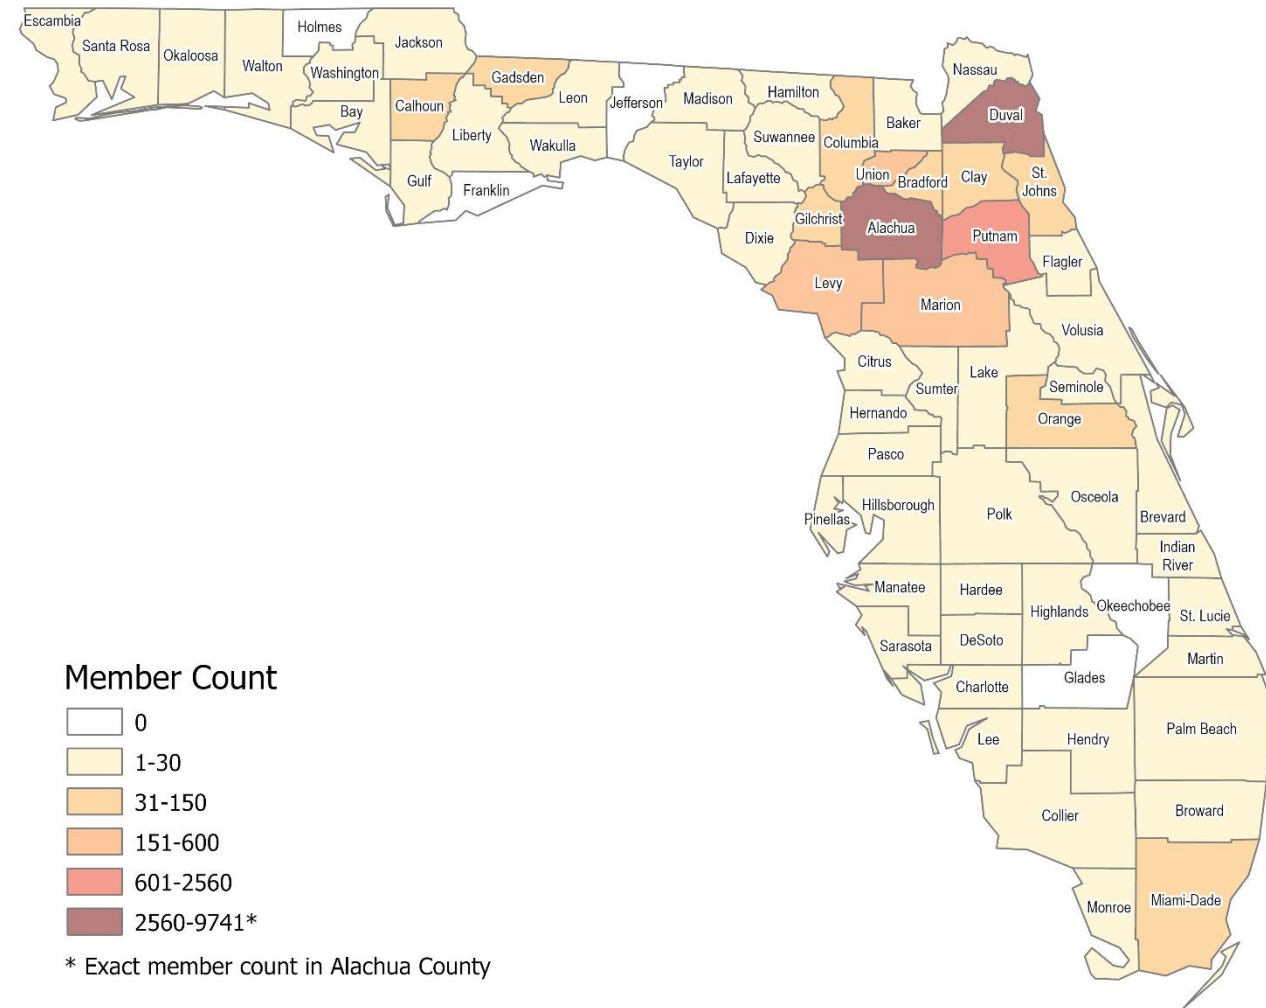 Escambia
Santa Rosa
Okaloosa
Walton
Holmes
Washington
Jackson
Bay
Calhoun
Gulf
Liberty
Gadsden
Leon
Wakulla
Franklin
Jefferson
Madison
Taylor
Hamilton
Suwannee
Lafayette
Dixie
Columbia
Baker
Nassau
Duval
Union
Bradford
Clay
St.
Johns
Gilchrist
Alachua
Putnam
Flagler
Levy
Marion
Volusia
Citrus
Sumter
Lake
Seminole
Hernando
Orange
Pasco
Pinellas
Hillsborough
Polk
Osceola
Brevard
Indian
River
Manatee
Hardee
Highlands
Okeechobee
St. Lucie
Sarasota
DeSoto
Martin
Charlotte
Glades
Lee
Hendry
Palm Beach
Collier
Broward
Monroe
Miami-Dade
Member Count
0
1-30
31-150
151-600
601-2560
2560-9741*
* Exact member count in Alachua County